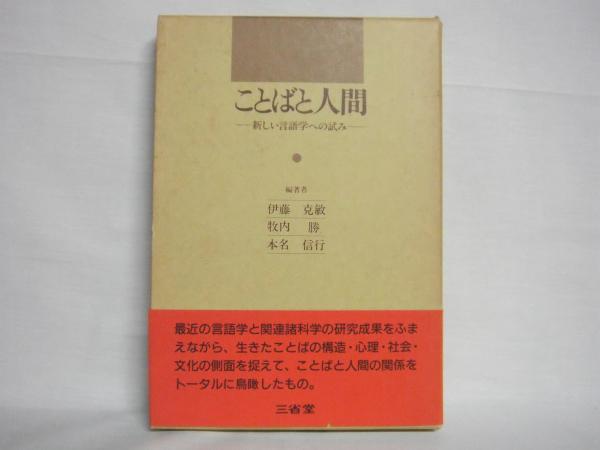 ことばと人間
──新しい言語学への試み──
編著者
伊藤 克敏
牧内 勝
本名 信行
最近の言語学と関連諸科学の研究成果をふま
えながら、生きたことばの構造・心理・社会・
文化の側面を捉えて、ことばと人間の関係を
トータルに鳥瞰したもの。
三省堂